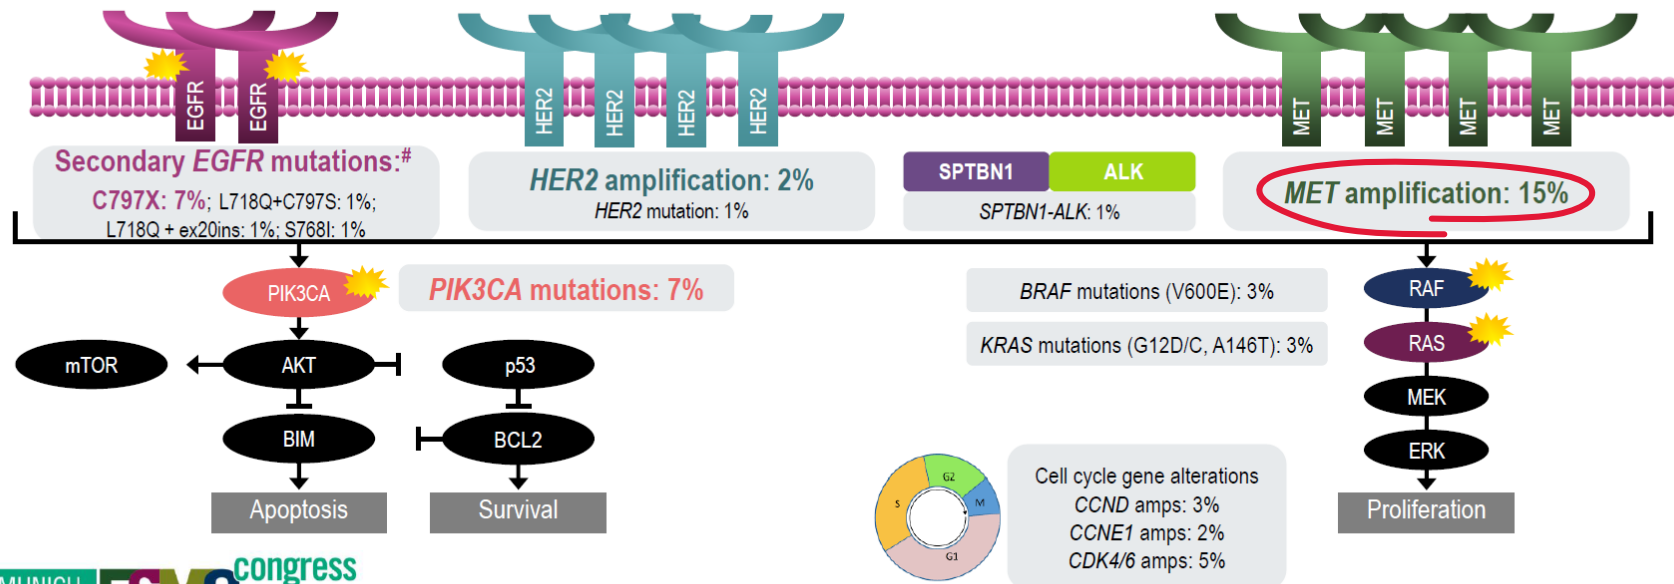 EGFR
EGFR
HER2
HER2
HER2
HER2
MET
MET
MET
MET
Secondary EGFR mutations:#
C797X: 7%; L718Q+C797S: 1%;
L718Q + ex20ins: 1%; S768I: 1%
HER2 amplification: 2%
HER2 mutation: 1%
SPTBN1
ALK
SPTBN1-ALK: 1%
MET amplification: 15%
PIK3CA
PIK3CA mutations: 7%
BRAF mutations (V600E): 3%
RAF
KRAS mutations (G12D/C, A146T): 3%
RAS
mTOR
AKT
p53
MEK
BIM
BCL2
ERK
Apoptosis
Survival
Proliferation
G2
S
M
G1
Cell cycle gene alterations
CCND amps: 3%
CCNE1 amps: 2%
CDK4/6 amps: 5%
congress